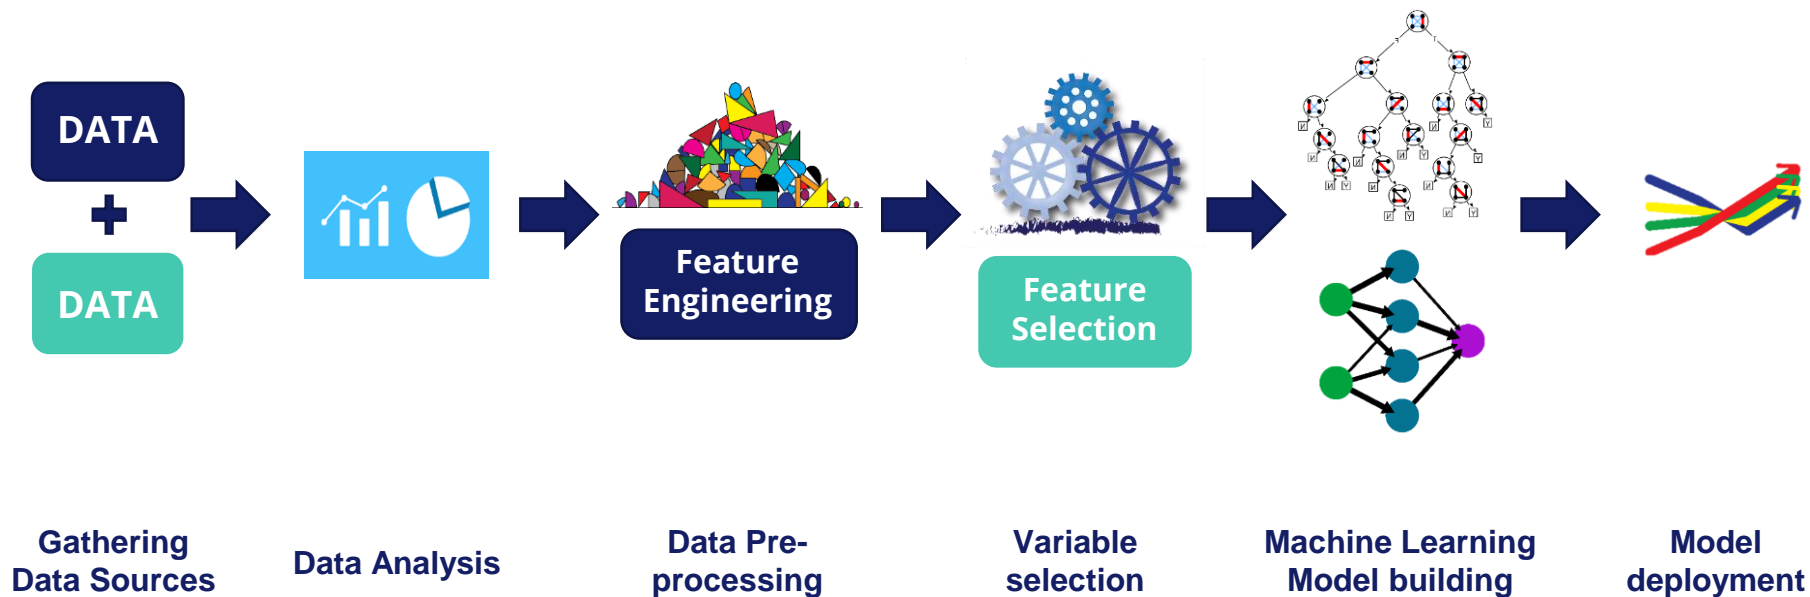 DATA
+
DATA
Feature
Engineering
Feature
Selection
Gathering
Data Sources
Data Analysis
Data Pre-
processing
Variable
selection
Machine Learning
Model building
Model
deployment